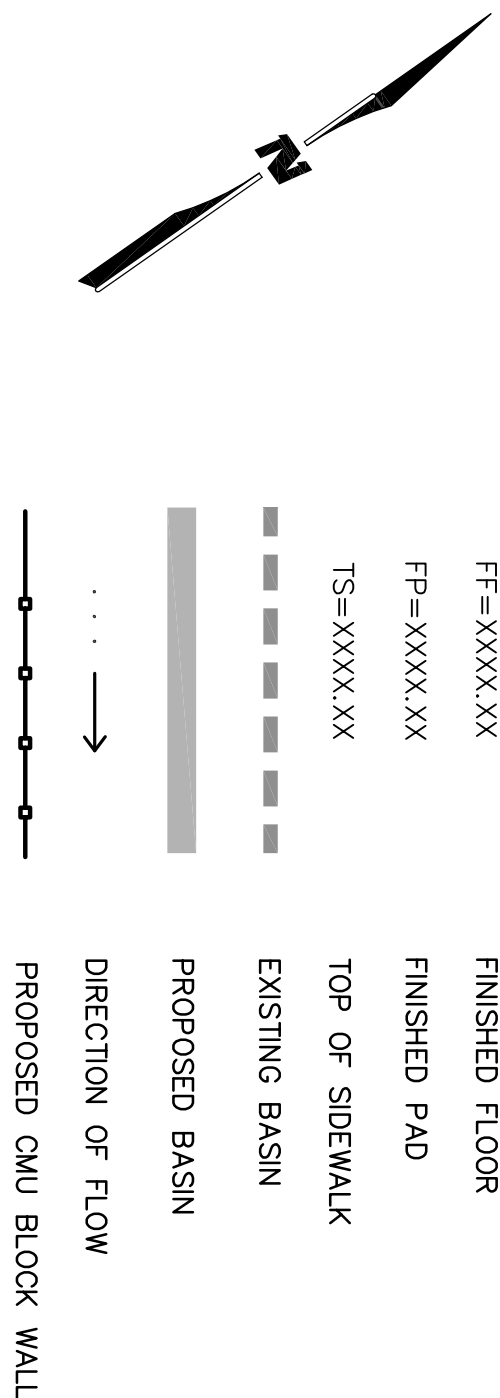 N
FF=XXXX.XX FINISHED FLOOR
FP=XXXX.XX FINISHED PAD
TS=XXXX.XX TOP OF SIDEWALK
EXISTING BASIN
PROPOSED BASIN
DIRECTION OF FLOW
PROPOSED CMU BLOCK WALL